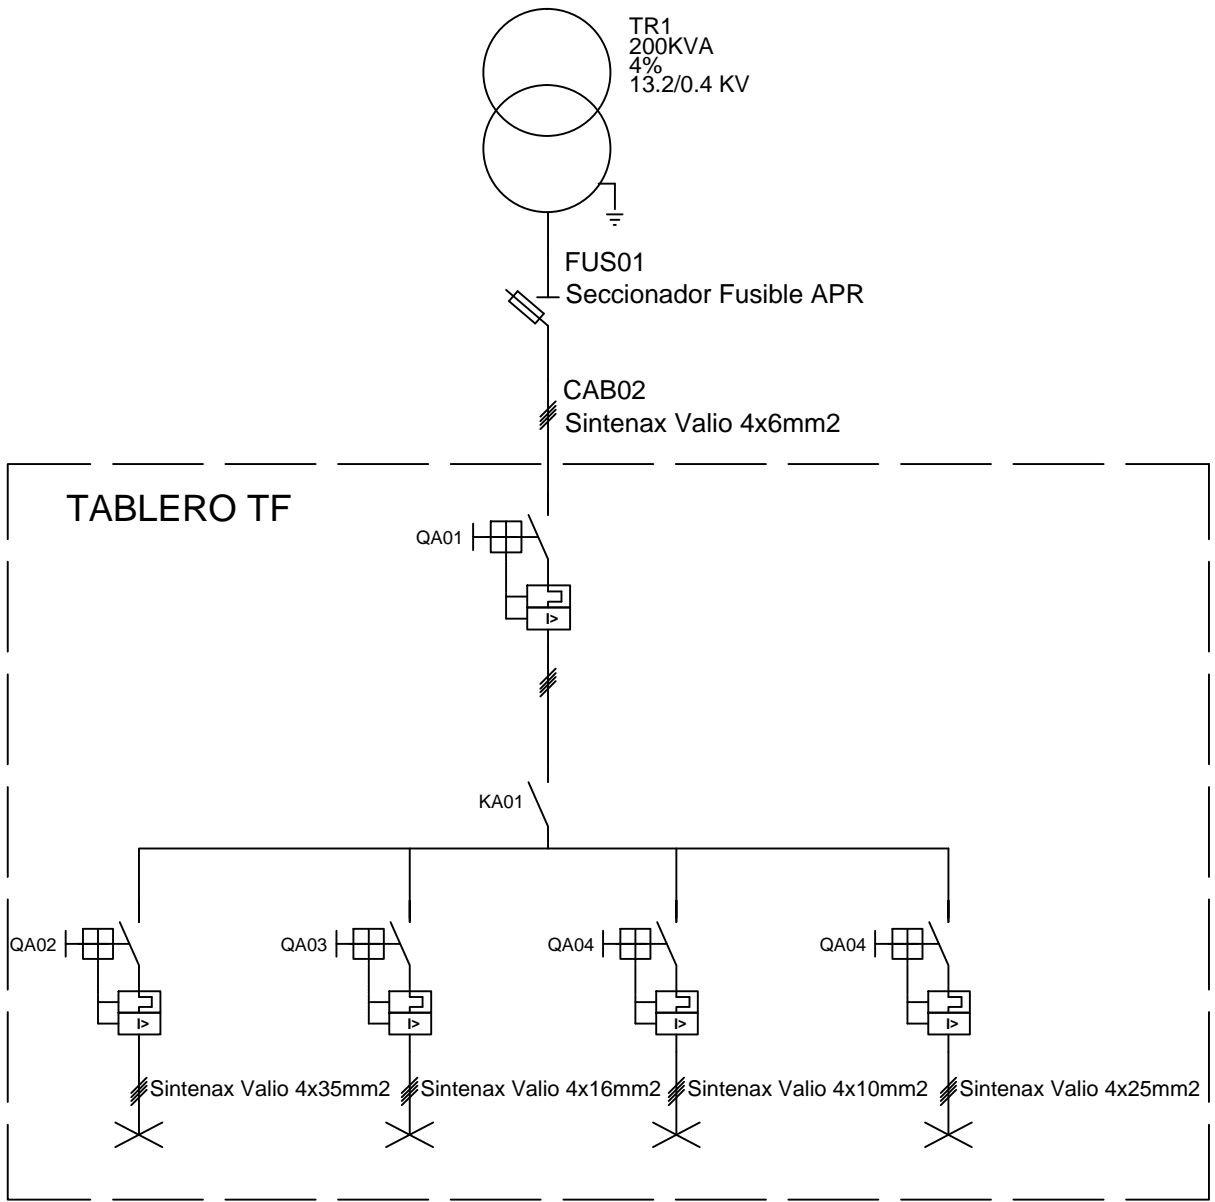 TR1
200KVA
4%
13.2/0.4 KV
FUS01
Seccionador Fusible APR
CAB02
Sintenax Valio 4x6mm2
TABLERO TF
QA01
I>
KA01
QA02
QA03
QA04
QA04
I>
I>
I>
I>
Sintenax Valio 4x35mm2
Sintenax Valio 4x16mm2
Sintenax Valio 4x10mm2
Sintenax Valio 4x25mm2